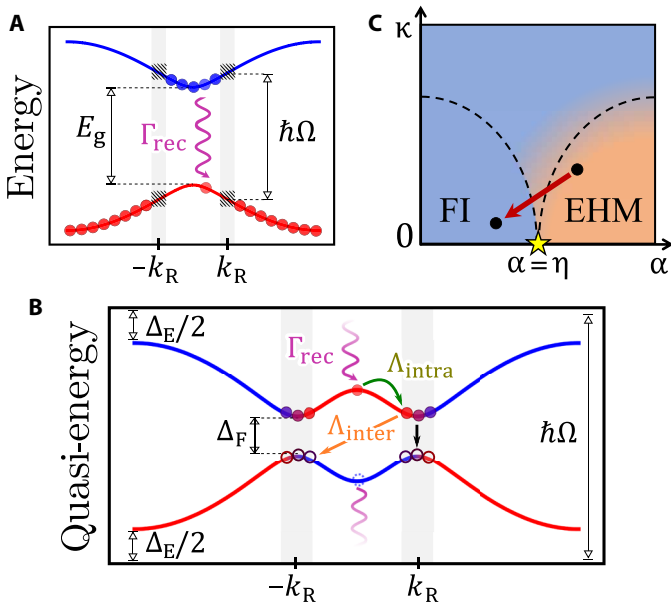 A
Energy
E_g
Γ_rec
ħΩ
−k_R
k_R
C
κ
FI
EHM
0
α = η
α
B
Quasi-energy
Δ_E/2
Γ_rec
Λ_intra
Δ_F
Λ_inter
ħΩ
Δ_E/2
−k_R
k_R